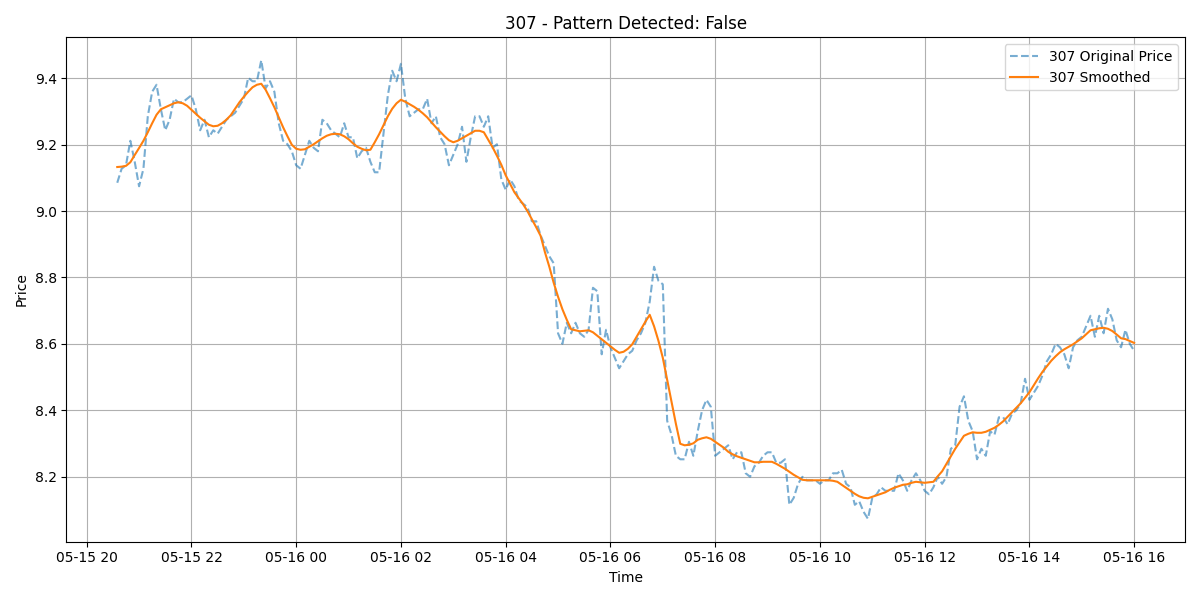 307 - Pattern Detected: False
307 Original Price
307 Smoothed
Price
9.4
9.2
9.0
8.8
8.6
8.4
8.2
05-15 20 05-15 22 05-16 00 05-16 02 05-16 04 05-16 06 05-16 08 05-16 10 05-16 12 05-16 14 05-16 16
Time